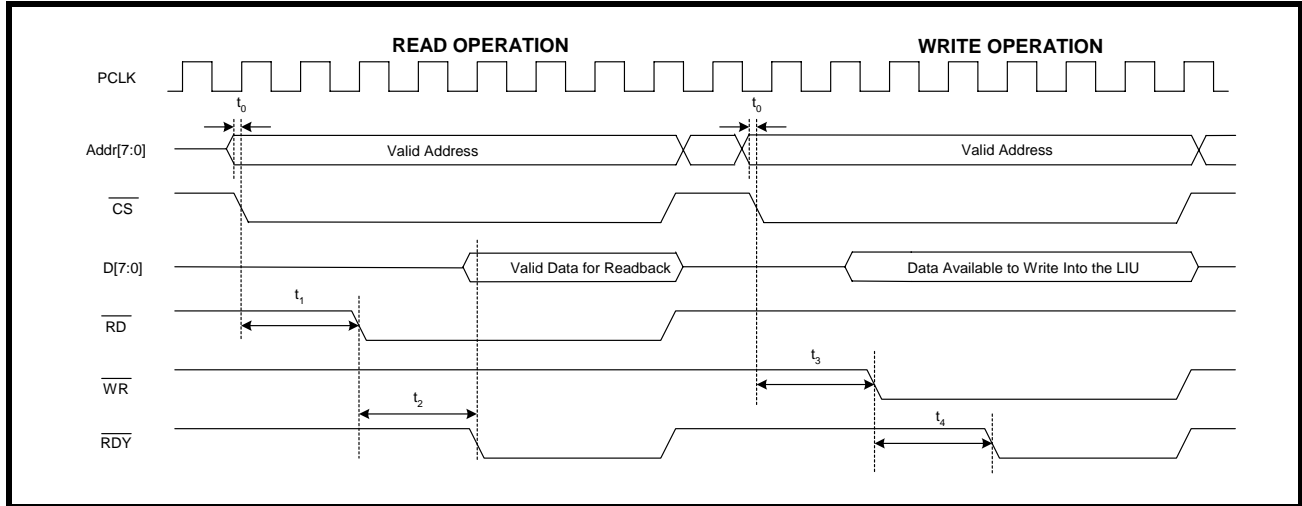 READ OPERATION WRITE OPERATION
PCLK
t0 t0
Addr[7:0] Valid Address Valid Address
CS
D[7:0] Valid Data for Readback Data Available to Write Into the LIU
t1
RD
t3
WR
t2 t4
RDY